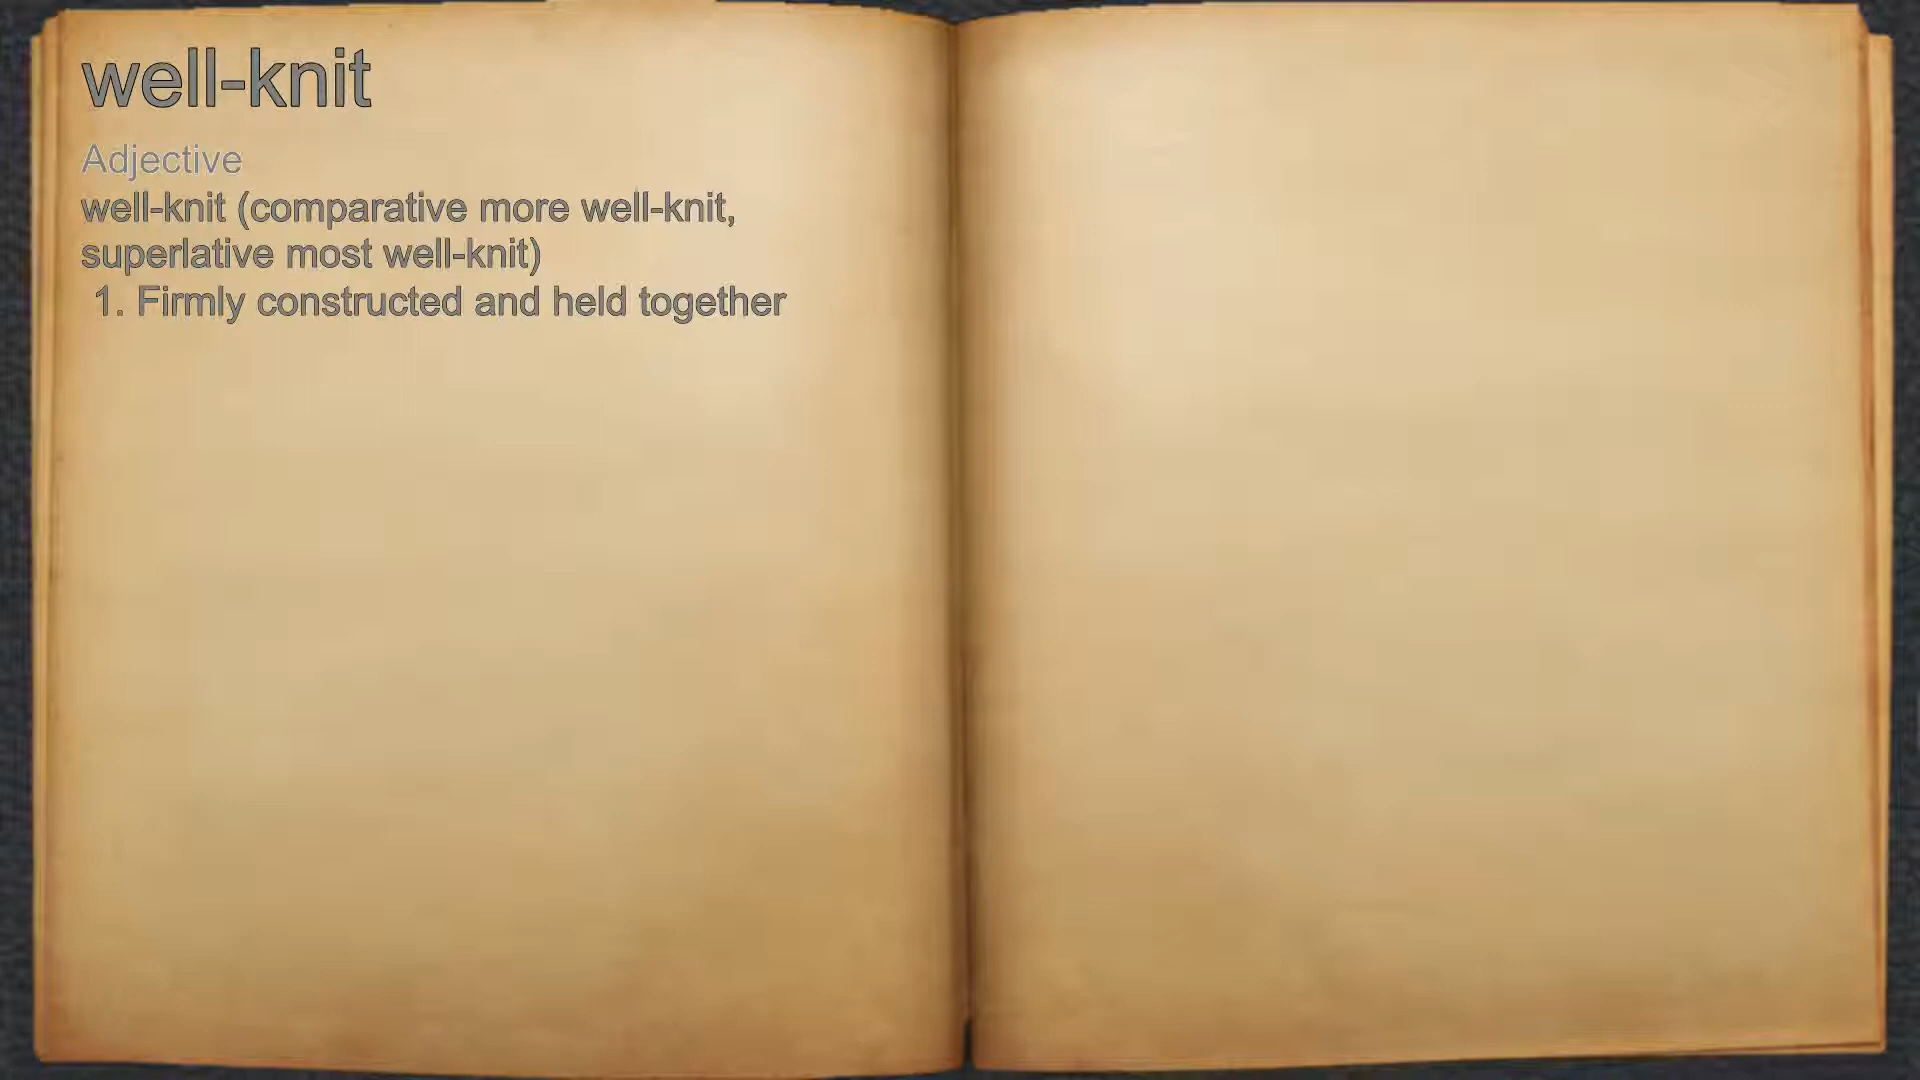 well-knit
Adjective
well-knit (comparative more well-knit,
superlative most well-knit)
1. Firmly constructed and held together